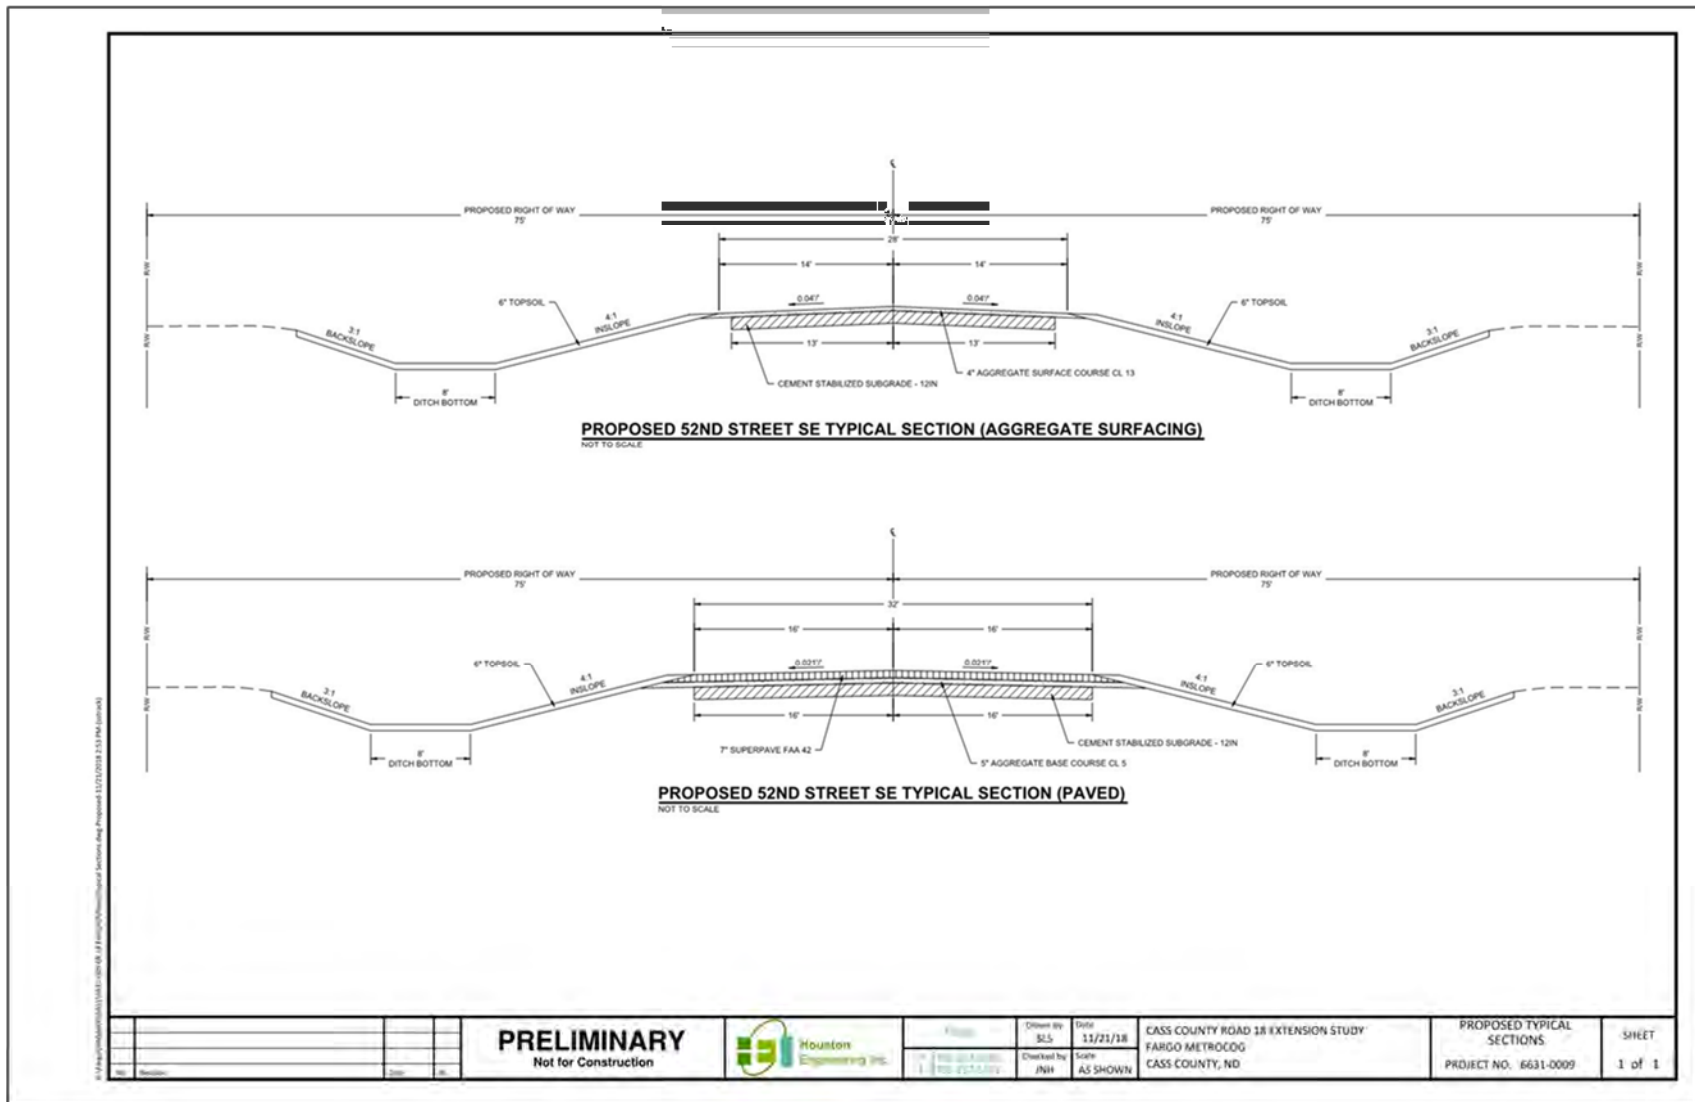 ℄
PROPOSED RIGHT OF WAY
75'
PROPOSED RIGHT OF WAY
75'
28'
14'
14'
R/W
R/W
R/W
R/W
6" TOPSOIL
0.04'/'
0.04'/'
6" TOPSOIL
3:1
BACKSLOPE
4:1
INSLOPE
4:1
INSLOPE
3:1
BACKSLOPE
13'
13'
4" AGGREGATE SURFACE COURSE CL 13
CEMENT STABILIZED SUBGRADE - 12IN
8'
DITCH BOTTOM
8'
DITCH BOTTOM
PROPOSED 52ND STREET SE TYPICAL SECTION (AGGREGATE SURFACING)
NOT TO SCALE
℄
PROPOSED RIGHT OF WAY
75'
PROPOSED RIGHT OF WAY
75'
32'
16'
16'
R/W
R/W
R/W
R/W
6" TOPSOIL
0.021'/'
0.021'/'
6" TOPSOIL
3:1
BACKSLOPE
4:1
INSLOPE
4:1
INSLOPE
3:1
BACKSLOPE
16'
16'
7" SUPERPAVE FAA 42
CEMENT STABILIZED SUBGRADE - 12IN
5" AGGREGATE BASE COURSE CL 5
8'
DITCH BOTTOM
8'
DITCH BOTTOM
PROPOSED 52ND STREET SE TYPICAL SECTION (PAVED)
NOT TO SCALE
No.
Revision
Date
PRELIMINARY
Not for Construction
Houston
Engineering Inc.
Drawn by
SLS
Date
11/21/18
Checked by
JNH
Scale
AS SHOWN
CASS COUNTY ROAD 18 EXTENSION STUDY
FARGO METROCOG
CASS COUNTY, ND
PROPOSED TYPICAL
SECTIONS
PROJECT NO. 6631-0009
SHEET
1 of 1